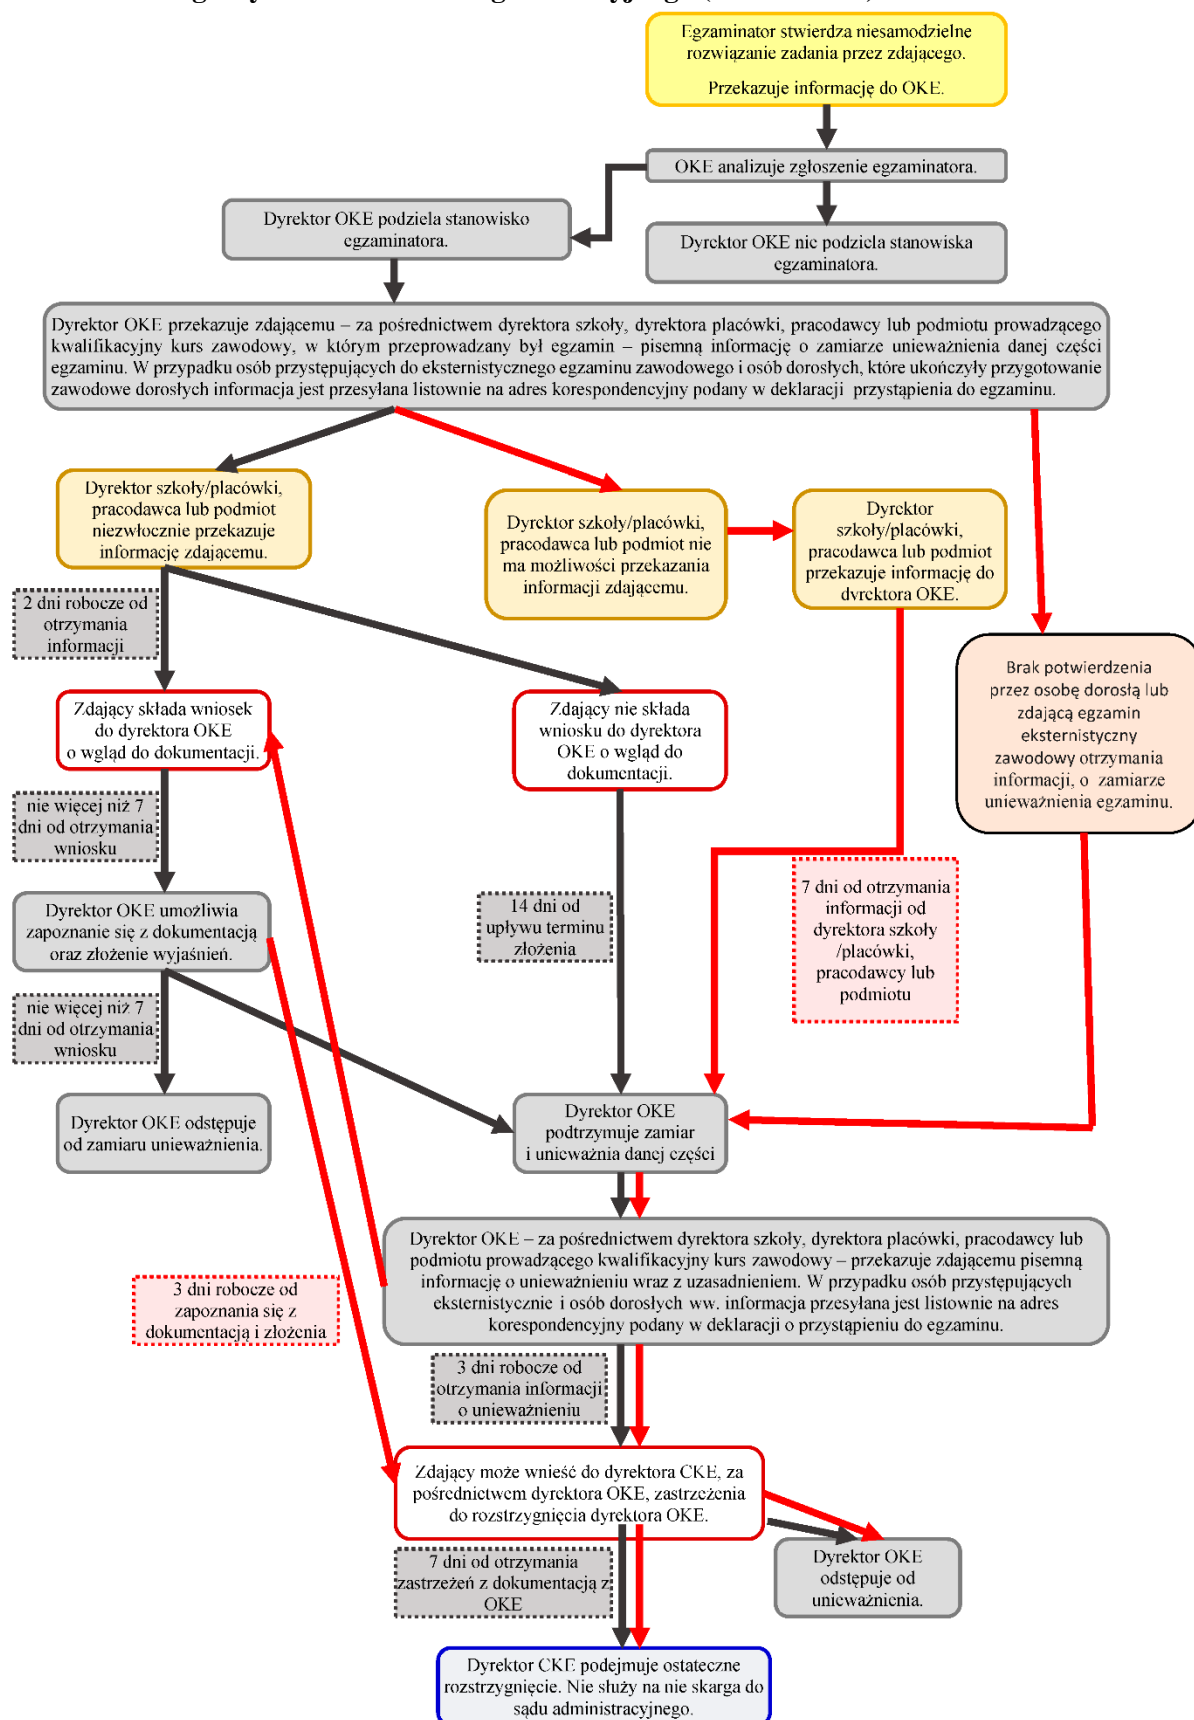 Egzaminator stwierdza niesamodzielne
rozwiązanie zadania przez zdającego.
Przekazuje informację do OKE.
OKE analizuje zgłoszenie egzaminatora.
Dyrektor OKE podziela stanowisko
egzaminatora.
Dyrektor OKE nie podziela stanowiska
egzaminatora.
Dyrektor OKE przekazuje zdającemu – za pośrednictwem dyrektora szkoły, dyrektora placówki, pracodawcy lub podmiotu prowadzącego
kwalifikacyjny kurs zawodowy, w którym przeprowadzany był egzamin – pisemną informację o zamiarze unieważnienia danej części
egzaminu. W przypadku osób przystępujących do eksternistycznego egzaminu zawodowego i osób dorosłych, które ukończyły przygotowanie
zawodowe dorosłych informacja jest przesyłana listownie na adres korespondencyjny podany w deklaracji przystąpienia do egzaminu.
Dyrektor szkoły/placówki,
pracodawca lub podmiot
niezwłocznie przekazuje
informację zdającemu.
Dyrektor szkoły/placówki,
pracodawca lub podmiot nie
ma możliwości przekazania
informacji zdającemu.
Dyrektor
szkoły/placówki,
pracodawca lub podmiot
przekazuje informację do
dyrektora OKE.
2 dni robocze od
otrzymania
informacji
Brak potwierdzenia
przez osobę dorosłą lub
zdającą egzamin
eksternistyczny
zawodowy otrzymania
informacji, o zamiarze
unieważnienia egzaminu.
Zdający składa wniosek
do dyrektora OKE
o wgląd do dokumentacji.
Zdający nie składa
wniosku do dyrektora
OKE o wgląd do
dokumentacji.
nie więcej niż 7
dni od otrzymania
wniosku
7 dni od otrzymania
informacji od
dyrektora szkoły
/placówki,
pracodawcy lub
podmiotu
14 dni od
upływu terminu
złożenia
Dyrektor OKE umożliwia
zapoznanie się z dokumentacją
oraz złożenie wyjaśnień.
nie więcej niż 7
dni od otrzymania
wniosku
Dyrektor OKE odstępuje
od zamiaru unieważnienia.
Dyrektor OKE
podtrzymuje zamiar
i unieważnia danej części
Dyrektor OKE – za pośrednictwem dyrektora szkoły, dyrektora placówki, pracodawcy lub
podmiotu prowadzącego kwalifikacyjny kurs zawodowy – przekazuje zdającemu pisemną
informację o unieważnieniu wraz z uzasadnieniem. W przypadku osób przystępujących
eksternistycznie i osób dorosłych ww. informacja przesyłana jest listownie na adres
korespondencyjny podany w deklaracji o przystąpieniu do egzaminu.
3 dni robocze od
zapoznania się z
dokumentacją i złożenia
3 dni robocze od
otrzymania informacji
o unieważnieniu
Zdający może wnieść do dyrektora CKE, za
pośrednictwem dyrektora OKE, zastrzeżenia
do rozstrzygnięcia dyrektora OKE.
7 dni od otrzymania
zastrzeżeń z dokumentacją z
OKE
Dyrektor OKE
odstępuje od
unieważnienia.
Dyrektor CKE podejmuje ostateczne
rozstrzygnięcie. Nie służy na nie skarga do
sądu administracyjnego.